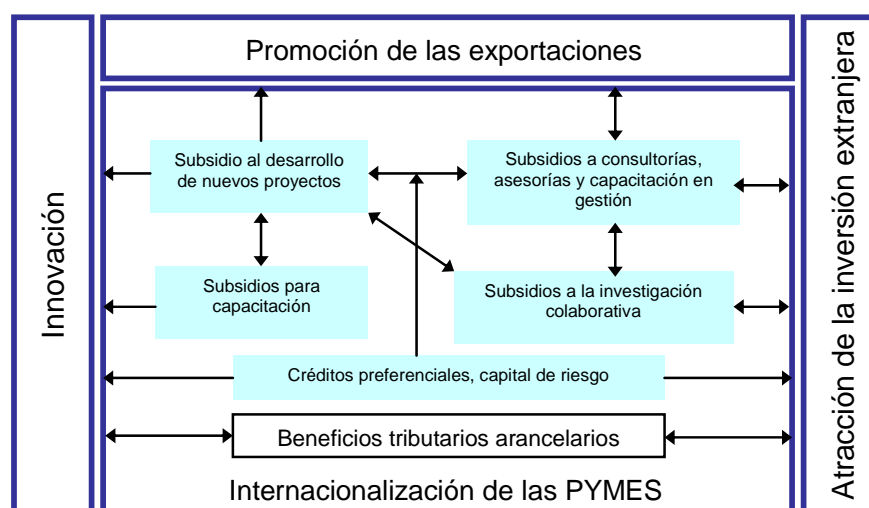 Promoción de las exportaciones
Innovación
Subsidio al desarrollo
de nuevos proyectos
Subsidios a consultorías,
asesorías y capacitación en
gestión
Subsidios para
capacitación
Subsidios a la investigación
colaborativa
Créditos preferenciales, capital de riesgo
Beneficios tributarios arancelarios
Internacionalización de las PYMES
Atracción de la inversión extranjera